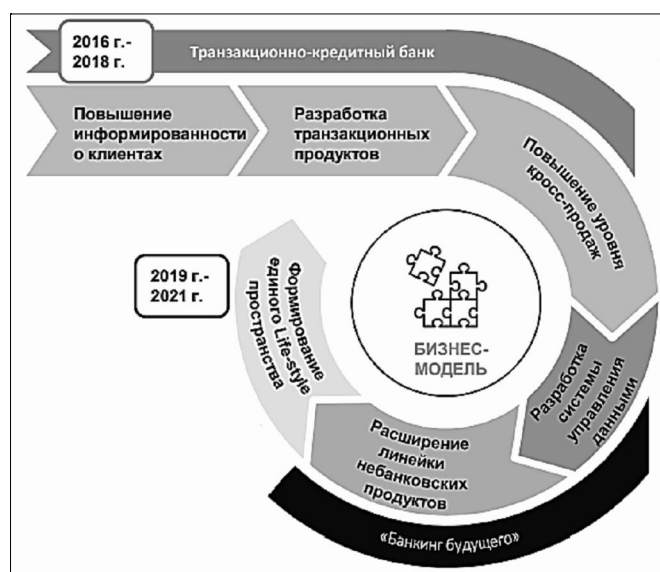 2016 г.-
2018 г.
Транзакционно-кредитный банк
Повышение
информированности
о клиентах
Разработка
транзакционных
продуктов
Повышение уровня
кросс-продаж
Разработка
системы
управления
данными
Расширение
линейки
небанковских
продуктов
Формирование
единого Life-style
пространства
2019 г.-
2021 г.
БИЗНЕС-
МОДЕЛЬ
«Банкинг будущего»